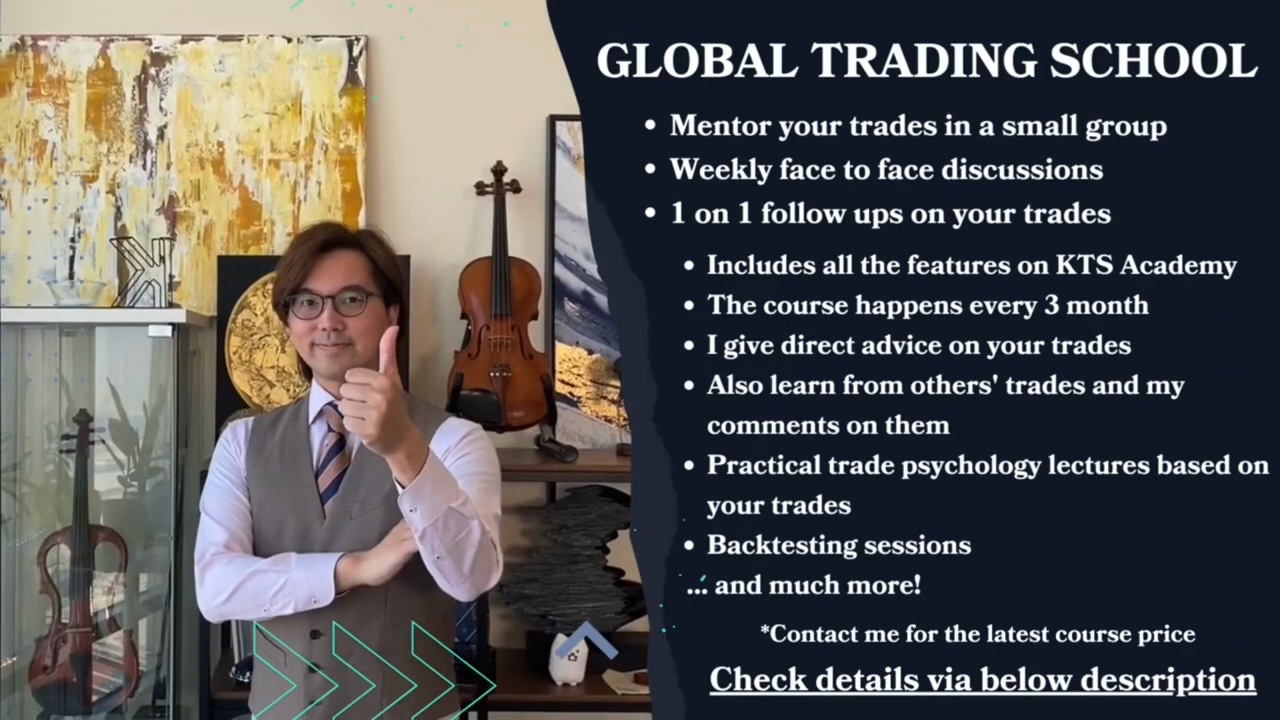 GLOBAL TRADING SCHOOL
• Mentor your trades in a small group
• Weekly face to face discussions
• 1 on 1 follow ups on your trades
• Includes all the features on KTS Academy
• The course happens every 3 month
• I give direct advice on your trades
• Also learn from others' trades and my
comments on them
• Practical trade psychology lectures based on
your trades
• Backtesting sessions
... and much more!
*Contact me for the latest course price
Check details via below description